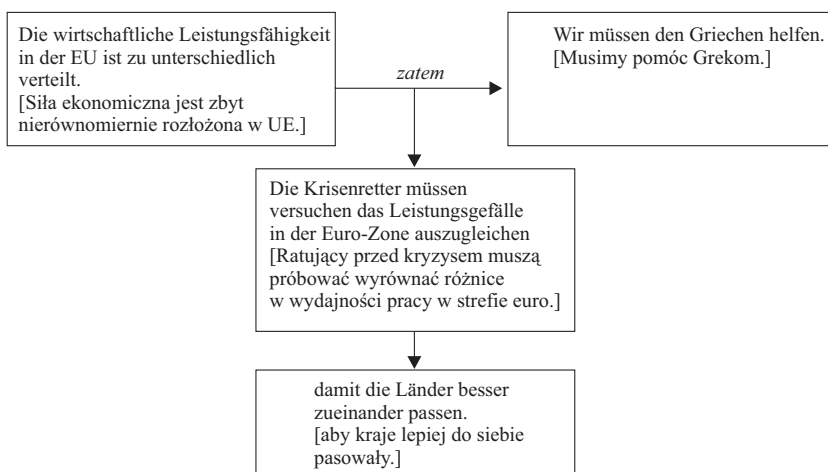 Die wirtschaftliche Leistungsfähigkeit
in der EU ist zu unterschiedlich
verteilt.
[Siła ekonomiczna jest zbyt
nierównomiernie rozłożona w UE.]
zatem
Wir müssen den Griechen helfen.
[Musimy pomóc Grekom.]
Die Krisenretter müssen
versuchen das Leistungsgefälle
in der Euro-Zone auszugleichen
[Ratujący przed kryzysem muszą
próbować wyrównać różnice
w wydajności pracy w strefie euro.]
damit die Länder besser
zueinander passen.
[aby kraje lepiej do siebie
pasowały.]